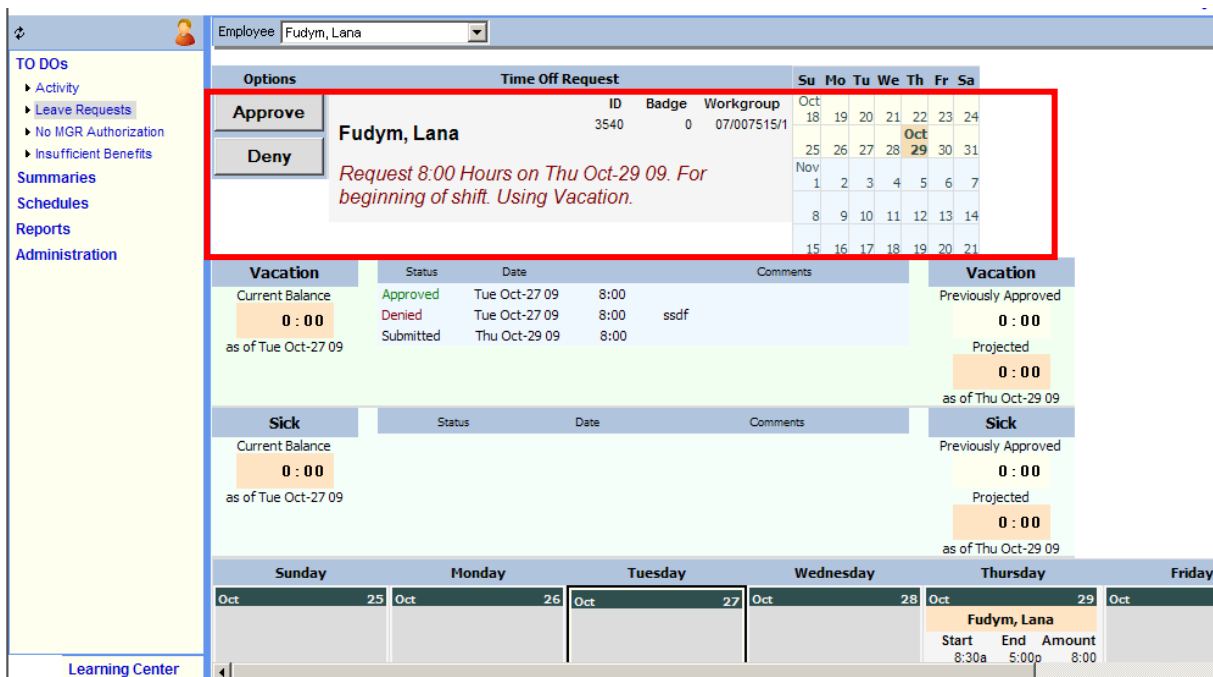 Employee Fudym, Lana
TO DOs
Activity
Leave Requests
No MGR Authorization
Insufficient Benefits
Summaries
Schedules
Reports
Administration
Learning Center
Options Time Off Request Su Mo Tu We Th Fr Sa
Approve
Deny
ID Badge Workgroup
Fudym, Lana 3540 0 07/007515/1
Request 8:00 Hours on Thu Oct-29 09. For
beginning of shift. Using Vacation.
Oct
18 19 20 21 22 23 24
Oct
25 26 27 28 29 30 31
Nov
1 2 3 4 5 6 7
8 9 10 11 12 13 14
15 16 17 18 19 20 21
Vacation Status Date Comments Vacation
Current Balance Approved Tue Oct-27 09 8:00 Previously Approved
0:00 Denied Tue Oct-27 09 8:00 ssdf 0:00
as of Tue Oct-27 09 Submitted Thu Oct-29 09 8:00 Projected
0:00
as of Thu Oct-29 09
Sick Status Date Comments Sick
Current Balance Previously Approved
0:00 0:00
as of Tue Oct-27 09 Projected
0:00
as of Thu Oct-29 09
Sunday Monday Tuesday Wednesday Thursday Friday
Oct 25 Oct 26 Oct 27 Oct 28 Oct 29 Oct
Fudym, Lana
Start End Amount
8:30a 5:00p 8:00